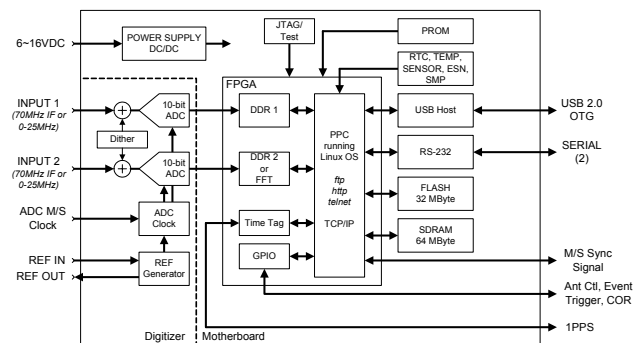 6~16VDC
POWER SUPPLY
DC/DC
JTAG/
Test
PROM
RTC, TEMP,
SENSOR, ESN,
SMP
FPGA
INPUT 1
(70MHz IF or
0-25MHz)
10-bit
ADC
DDR 1
PPC
running
Linux OS
ftp
http
telnet
TCP/IP
USB Host
USB 2.0
OTG
Dither
INPUT 2
(70MHz IF or
0-25MHz)
10-bit
ADC
DDR 2
or
FFT
RS-232
SERIAL
(2)
FLASH
32 MByte
ADC M/S
Clock
ADC
Clock
Time Tag
SDRAM
64 MByte
REF IN
REF OUT
REF
Generator
GPIO
M/S Sync
Signal
Ant Ctl, Event
Trigger, COR
1PPS
Digitizer
Motherboard